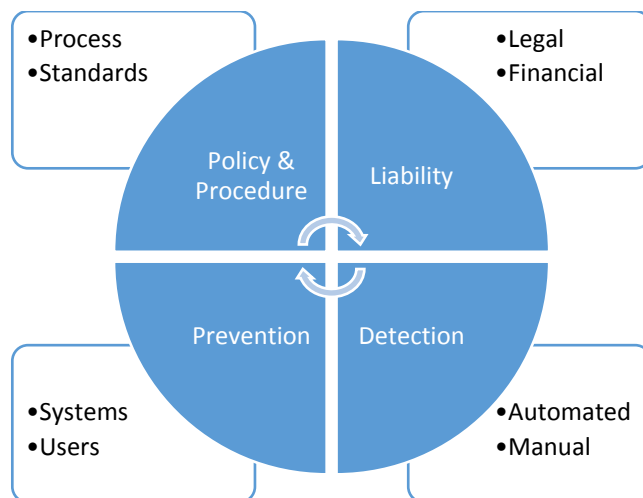 •Process
•Standards
•Legal
•Financial
Policy &
Procedure
Liability
Prevention
Detection
•Systems
•Users
•Automated
•Manual